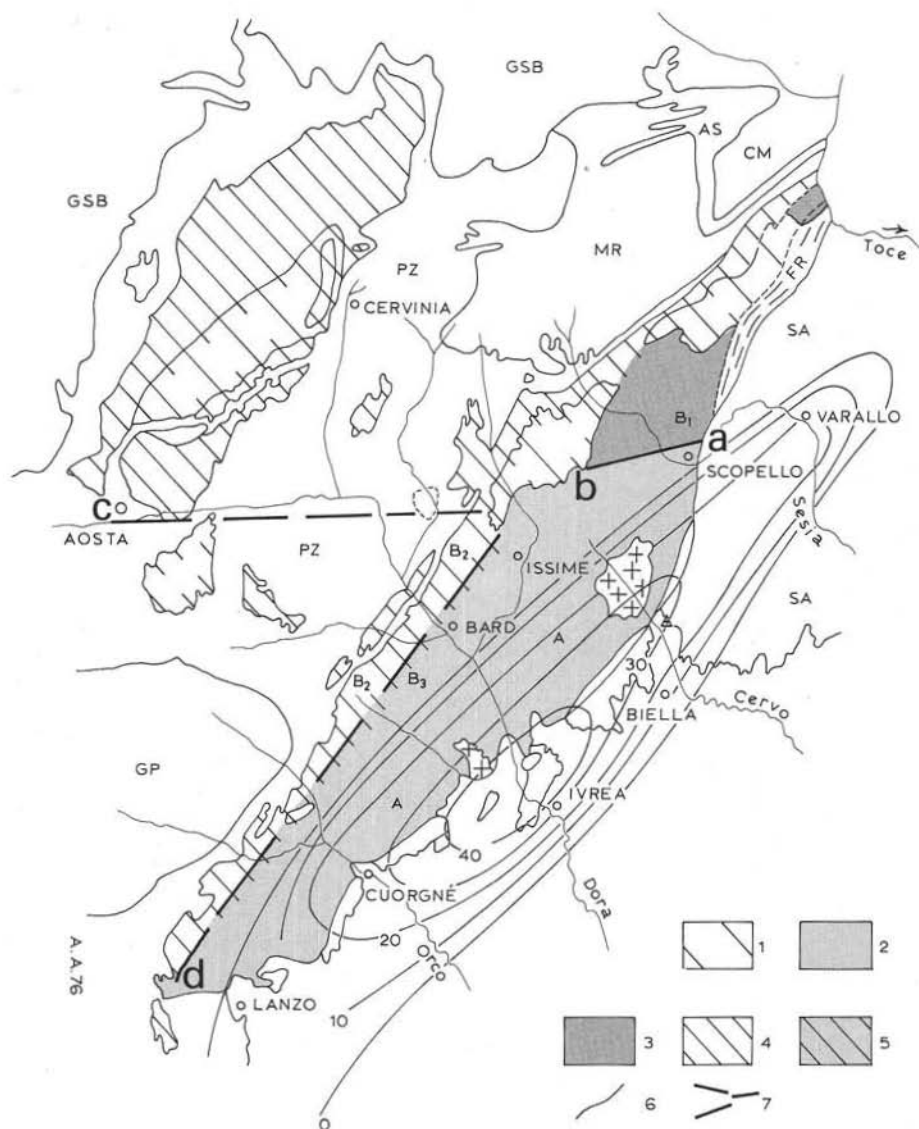 GSB
AS
CM
GSB
Toce
MR
PZ
FR
CERVINIA
SA
B₁
a
VARALLO
b
SCOPELLO
c
Sesia
AOSTA
PZ
B₂
ISSIME
SA
A
BARD
30
B₂
B₃
BIELLA
Cervo
GP
IVREA
A
40
CUORGNÉ
Dora
20
Orco
A.A.76
d
LANZO
10
1
2
3
4
5
6
7
0